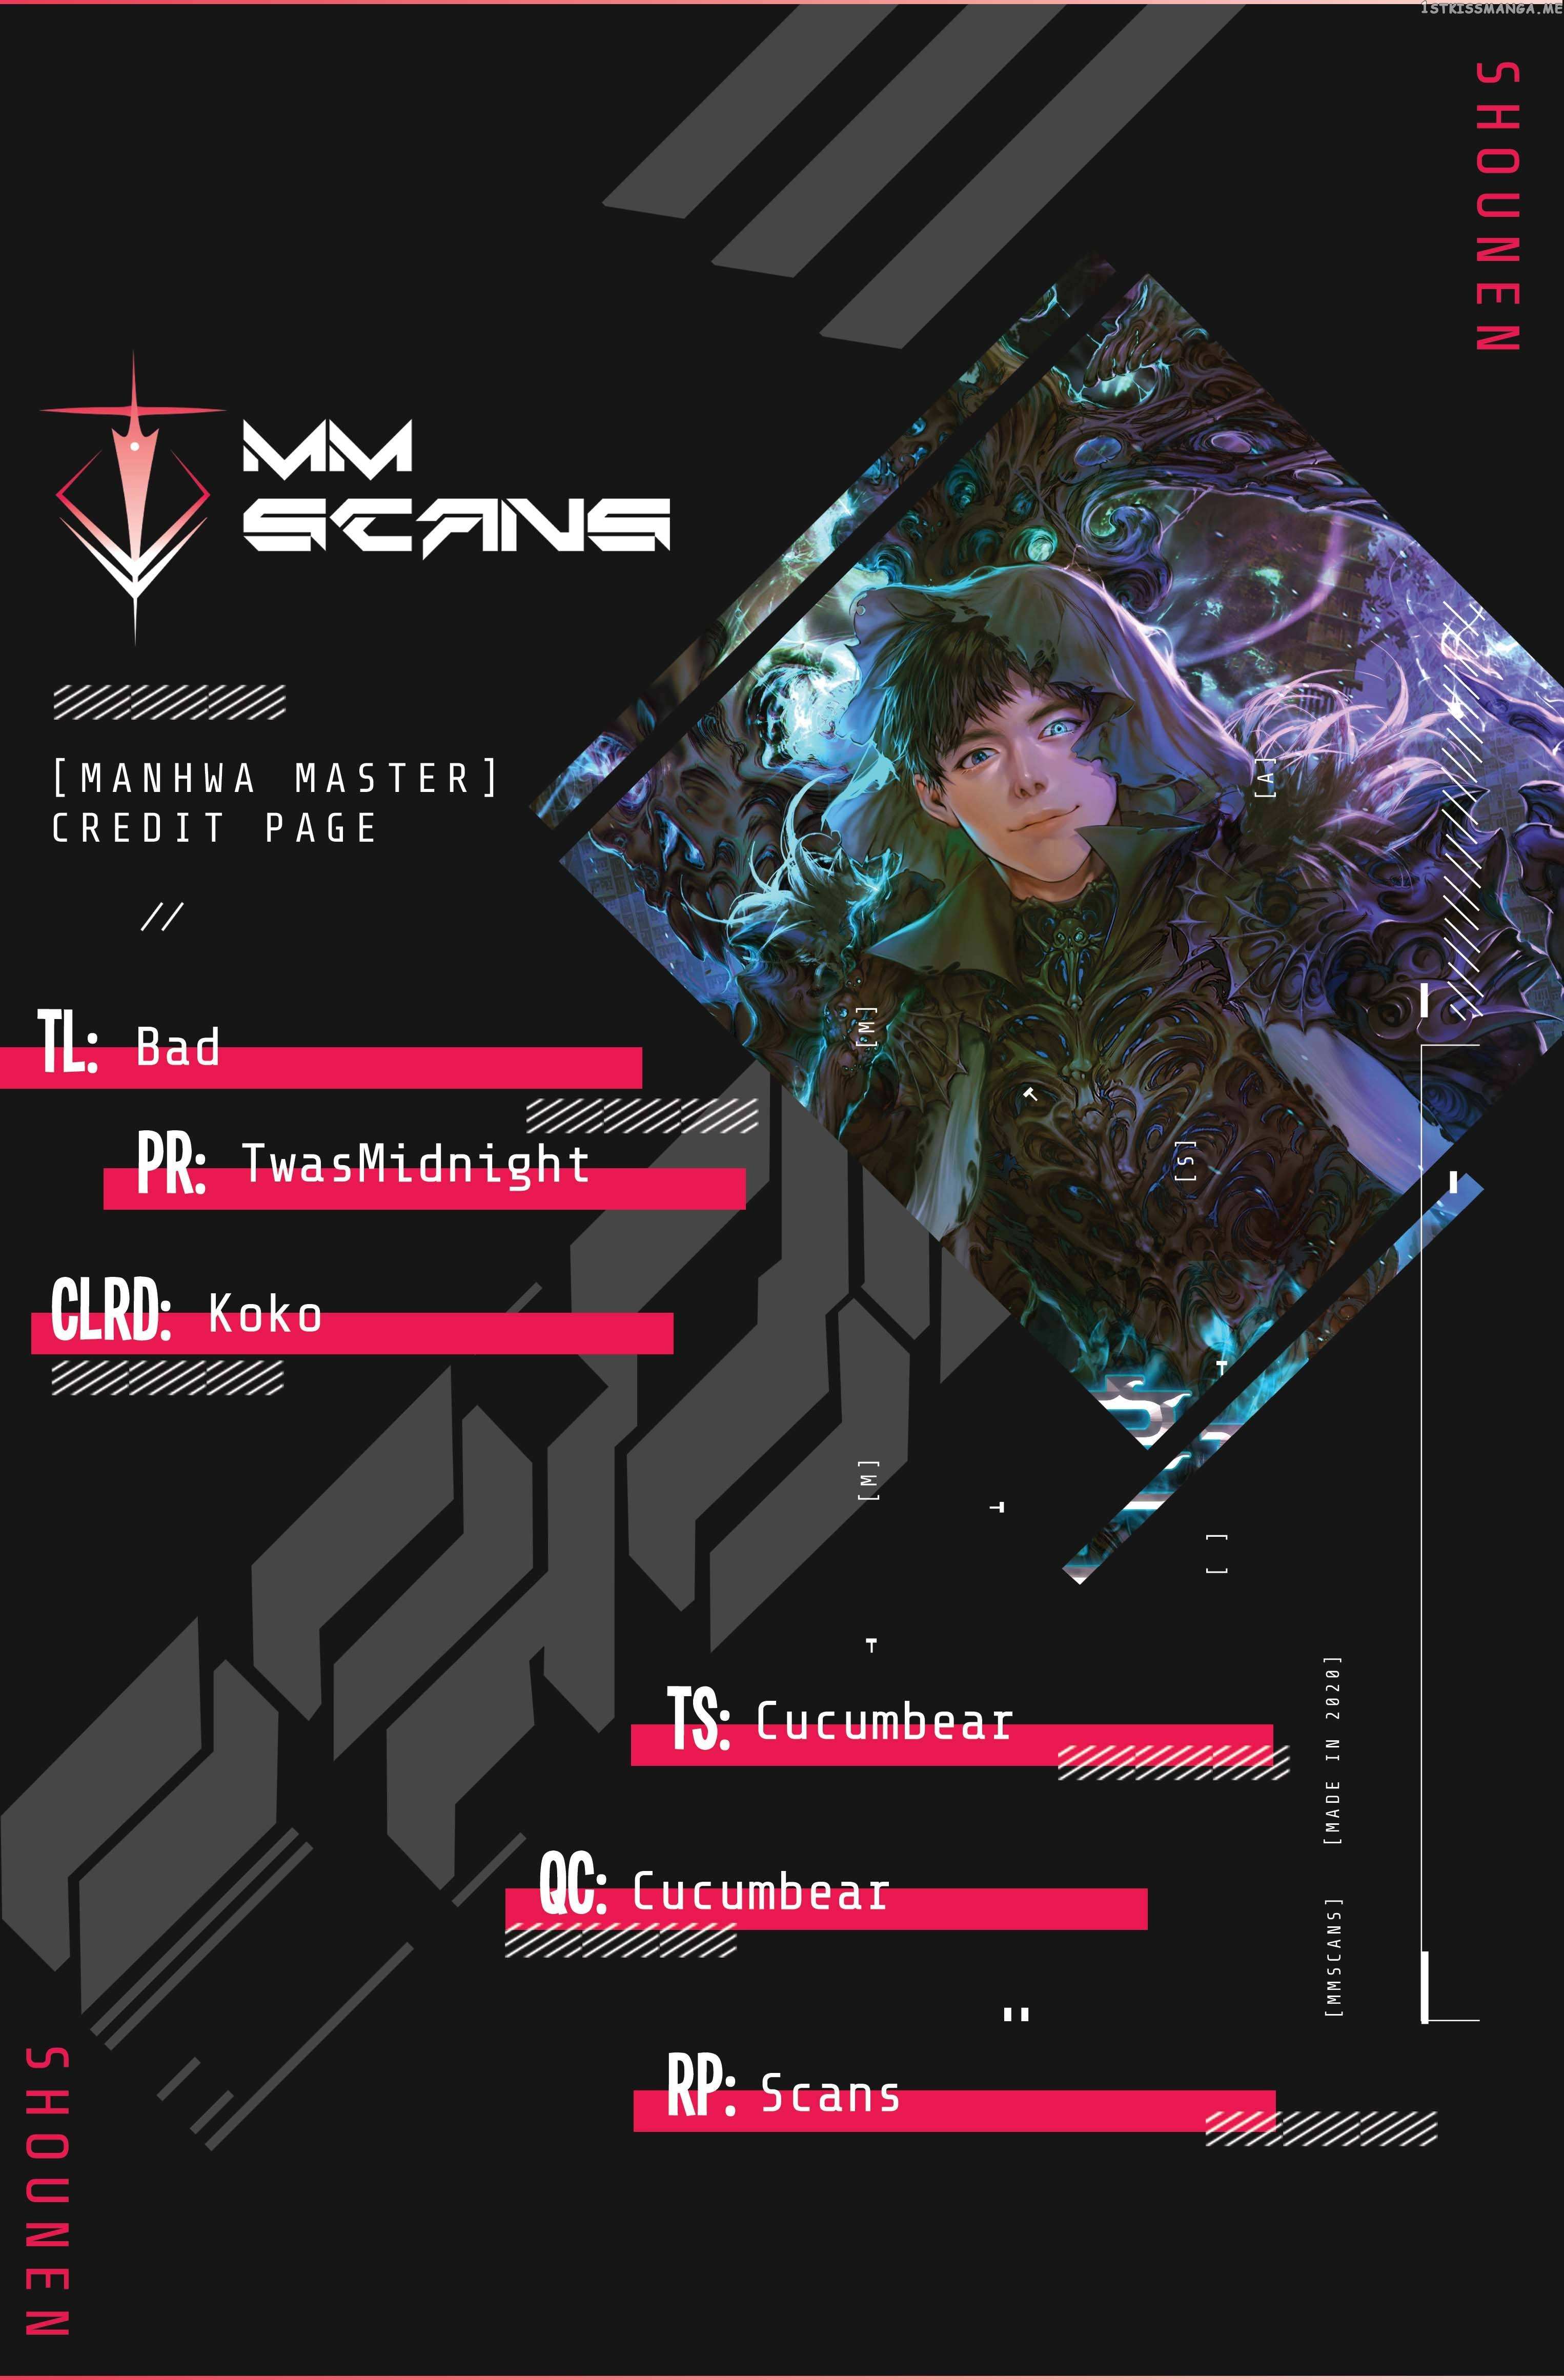 1STKISSMANGA.ME
SHOUNEN
MM
SCANS
[MANHWA MASTER]
CREDIT PAGE
//
[A]
TL: Bad
[M]
PR: TwasMidnight
[S]
CLRD: Koko
[M]
[ ]
TS: Cucumbear
[MADE IN 2020]
QC: Cucumbear
[MMSCANS]
RP: Scans
SHOUNEN